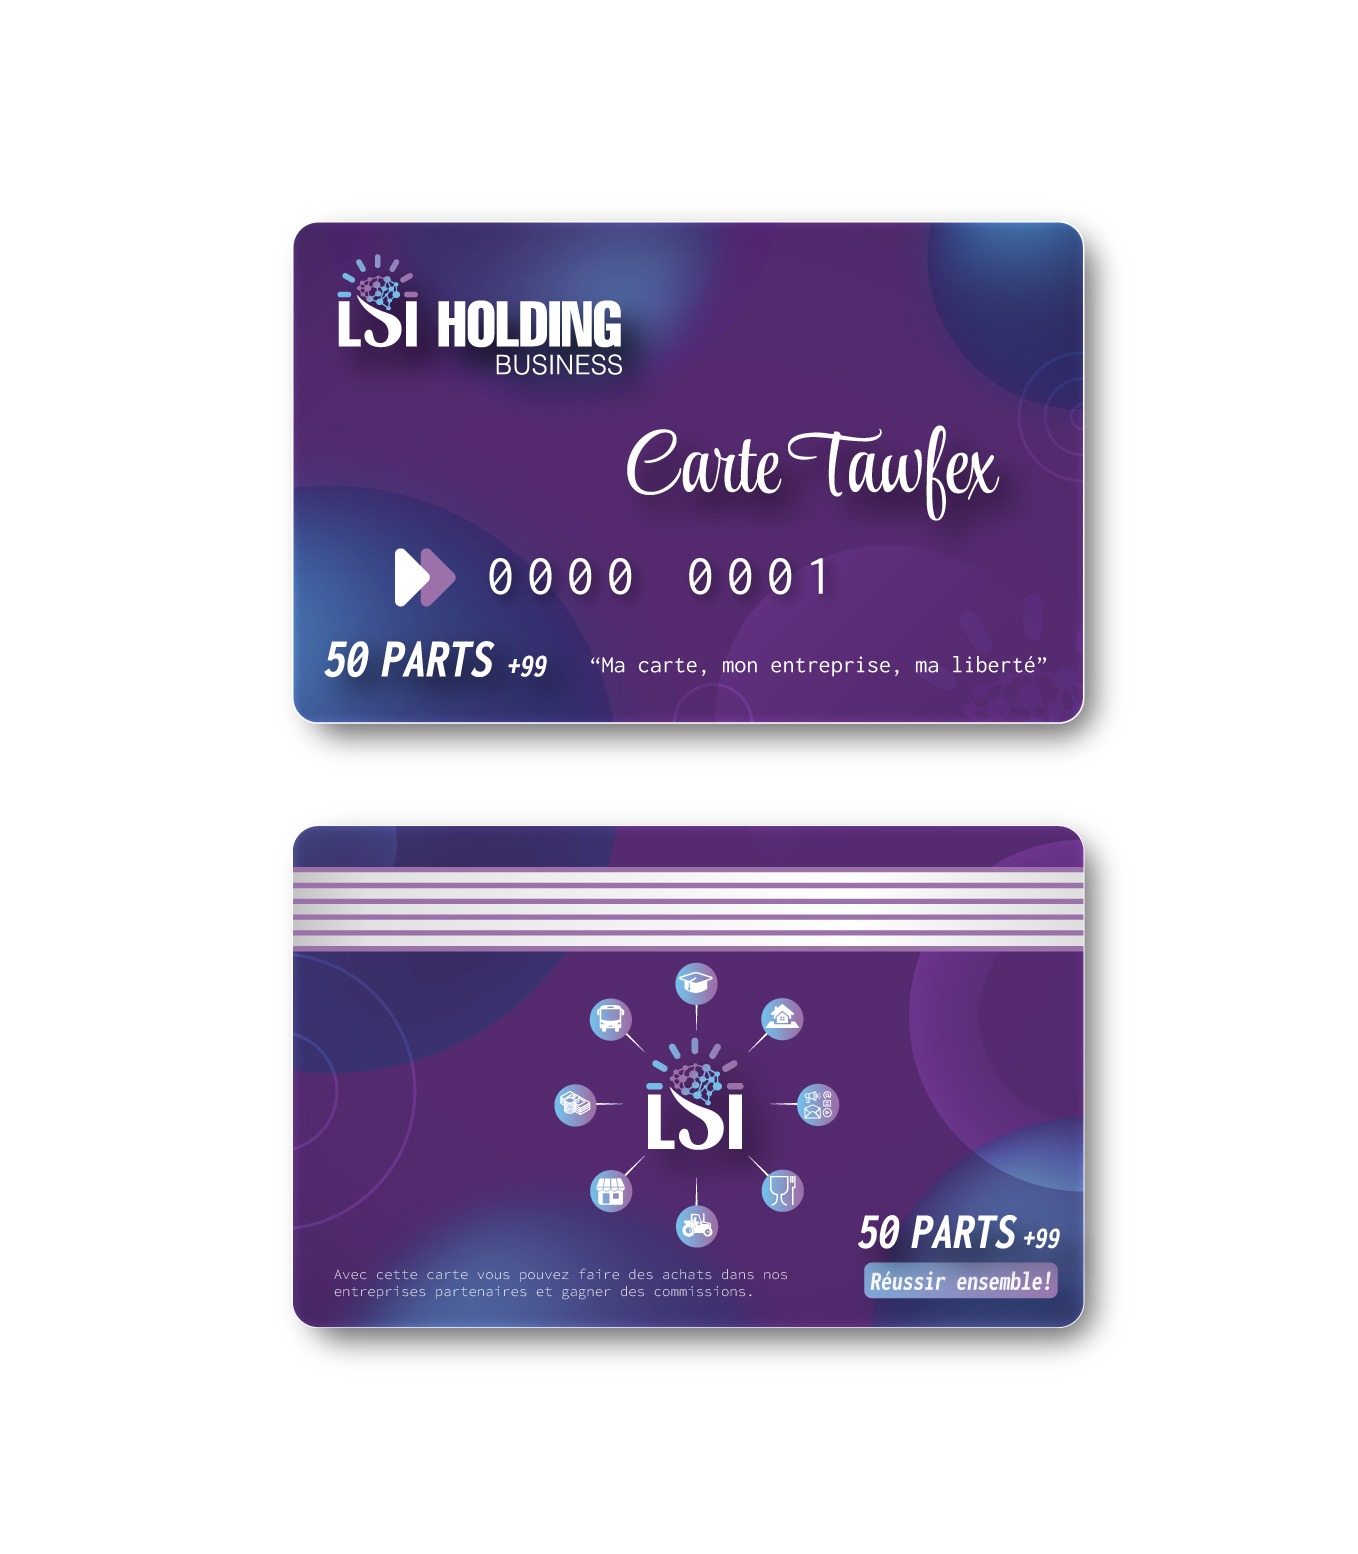 LSI HOLDING
BUSINESS
Carte Tawfex
0000 0001
50 PARTS +99
“Ma carte, mon entreprise, ma liberté”
LSI
50 PARTS +99
Réussir ensemble!
Avec cette carte vous pouvez faire des achats dans nos
entreprises partenaires et gagner des commissions.